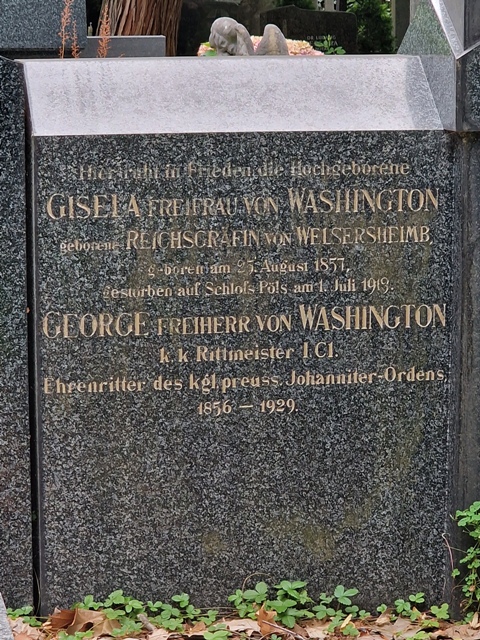 Hier ruht in Frieden die Hochgeborene
GISELA FREIFRAU VON WASHINGTON
geborene REICHSGRÄFIN VON WELSERSHEIMB,
geboren am 25. August 1857,
gestorben auf Schloſs Pöls am 1. Juli 1913.
GEORGE FREIHERR VON WASHINGTON
k. k. Rittmeister I. Cl.
Ehrenritter des kgl. preuss. Johanniter-Ordens,
1856 — 1929.